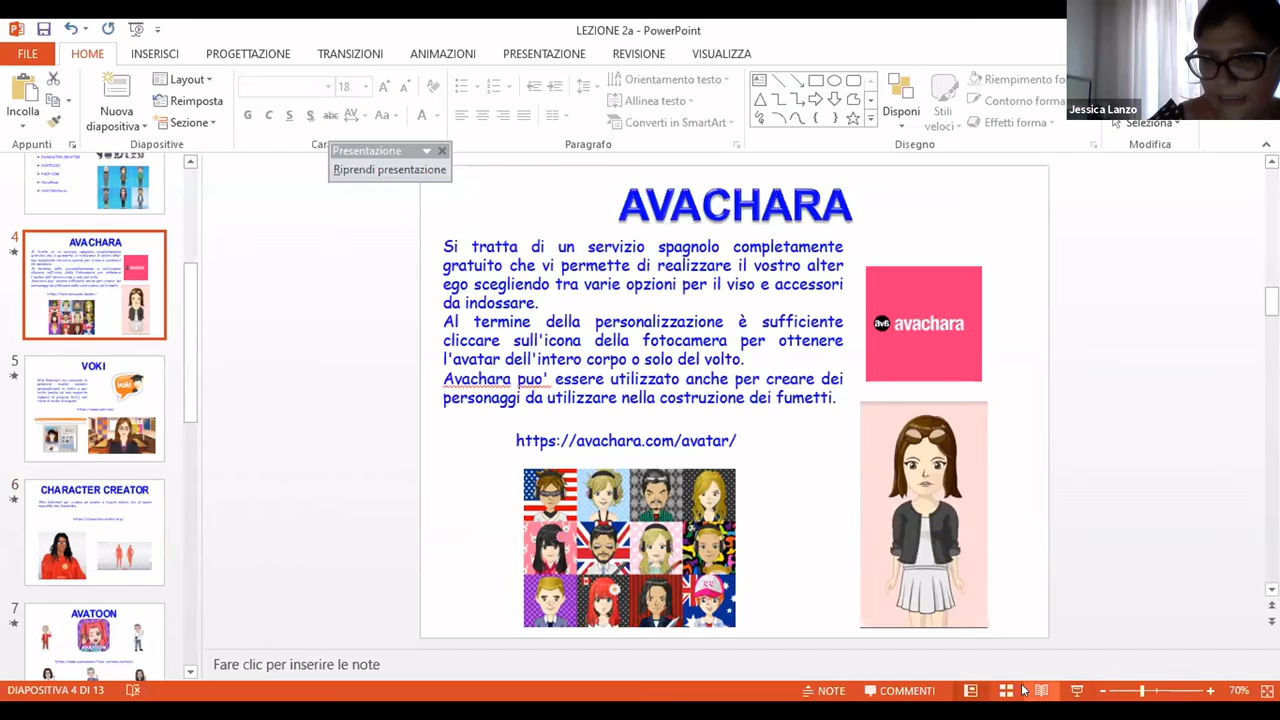 LEZIONE 2a - PowerPoint
FILE
HOME
INSERISCI
PROGETTAZIONE
TRANSIZIONI
ANIMAZIONI
PRESENTAZIONE
REVISIONE
VISUALIZZA
Jessica Lanzo
Incolla
Nuova
diapositiva
Layout
Reimposta
Sezione
18
G C S S abc AV Aa A
Orientamento testo
Allinea testo
Converti in SmartArt
Disponi
Stili
veloci
Riempimento fo
Contorno forma
Effetti forma
Seleziona
Appunti
Diapositive
Car
Paragrafo
Disegno
Modifica
Presentazione
Riprendi presentazione
4
AVACHARA
5
VOKI
6
CHARACTER CREATOR
7
AVATOON
AVACHARA
Si tratta di un servizio spagnolo completamente
gratuito che vi permette di realizzare il vostro alter
ego scegliendo tra varie opzioni per il viso e accessori
da indossare.
Al termine della personalizzazione è sufficiente
cliccare sull'icona della fotocamera per ottenere
l'avatar dell'intero corpo o solo del volto.
Avachara puo' essere utilizzato anche per creare dei
personaggi da utilizzare nella costruzione dei fumetti.
https://avachara.com/avatar/
ava avachara
Fare clic per inserire le note
DIAPOSITIVA 4 DI 13
NOTE
COMMENTI
70%